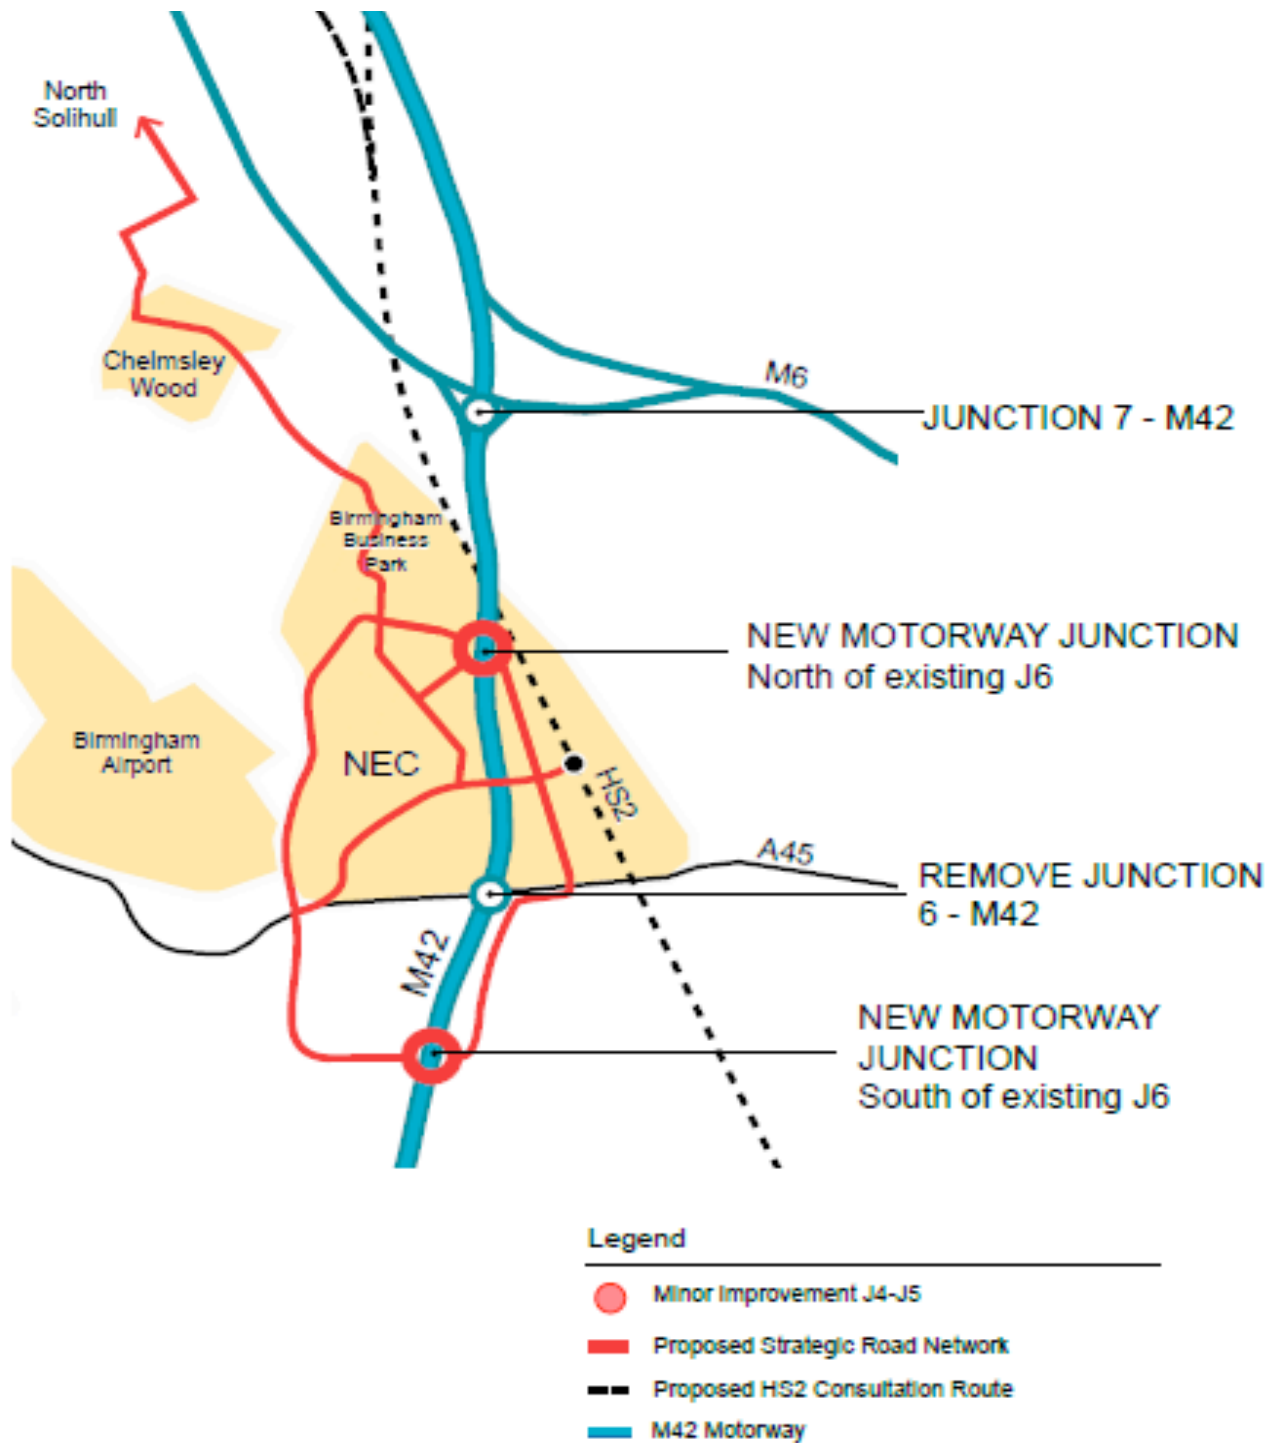 North
Solihull
Chelmsley
Wood
M6
JUNCTION 7 - M42
Birmingham
Business
Park
NEW MOTORWAY JUNCTION
North of existing J6
Birmingham
Airport
NEC
HS2
A45
REMOVE JUNCTION
6 - M42
M42
NEW MOTORWAY
JUNCTION
South of existing J6
Legend
Minor Improvement J4-J5
Proposed Strategic Road Network
Proposed HS2 Consultation Route
M42 Motorway